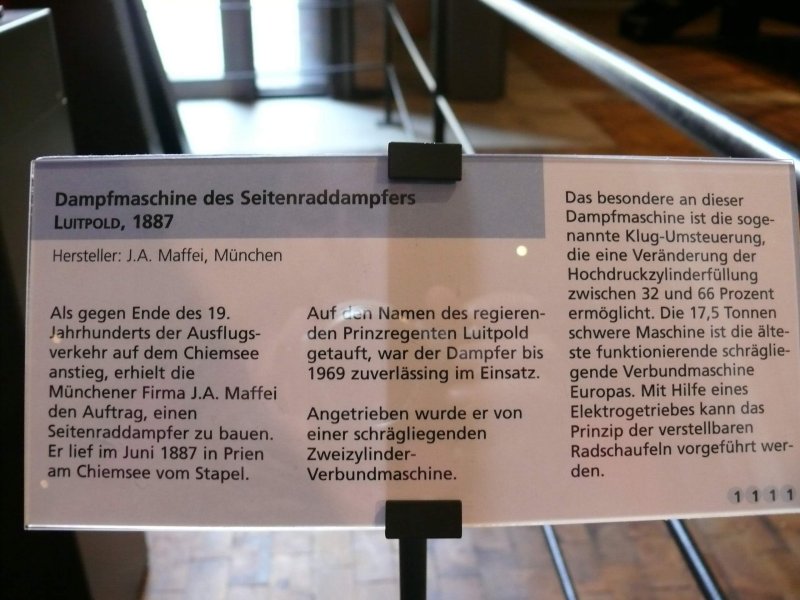 Dampfmaschine des Seitenraddampfers
LUITPOLD, 1887
Hersteller: J.A. Maffei, München
Als gegen Ende des 19.
Jahrhunderts der Ausflugs-
verkehr auf dem Chiemsee
anstieg, erhielt die
Münchener Firma J.A. Maffei
den Auftrag, einen
Seitenraddampfer zu bauen.
Er lief im Juni 1887 in Prien
am Chiemsee vom Stapel.
Auf den Namen des regieren-
den Prinzregenten Luitpold
getauft, war der Dampfer bis
1969 zuverlässing im Einsatz.
Angetrieben wurde er von
einer schrägliegenden
Zweizylinder-
Verbundmaschine.
Das besondere an dieser
Dampfmaschine ist die soge-
nannte Klug-Umsteuerung,
die eine Veränderung der
Hochdruckzylinderfüllung
zwischen 32 und 66 Prozent
ermöglicht. Die 17,5 Tonnen
schwere Maschine ist die älte-
ste funktionierende schräglie-
gende Verbundmaschine
Europas. Mit Hilfe eines
Elektrogetriebes kann das
Prinzip der verstellbaren
Radschaufeln vorgeführt wer-
den.
1 1 1 1